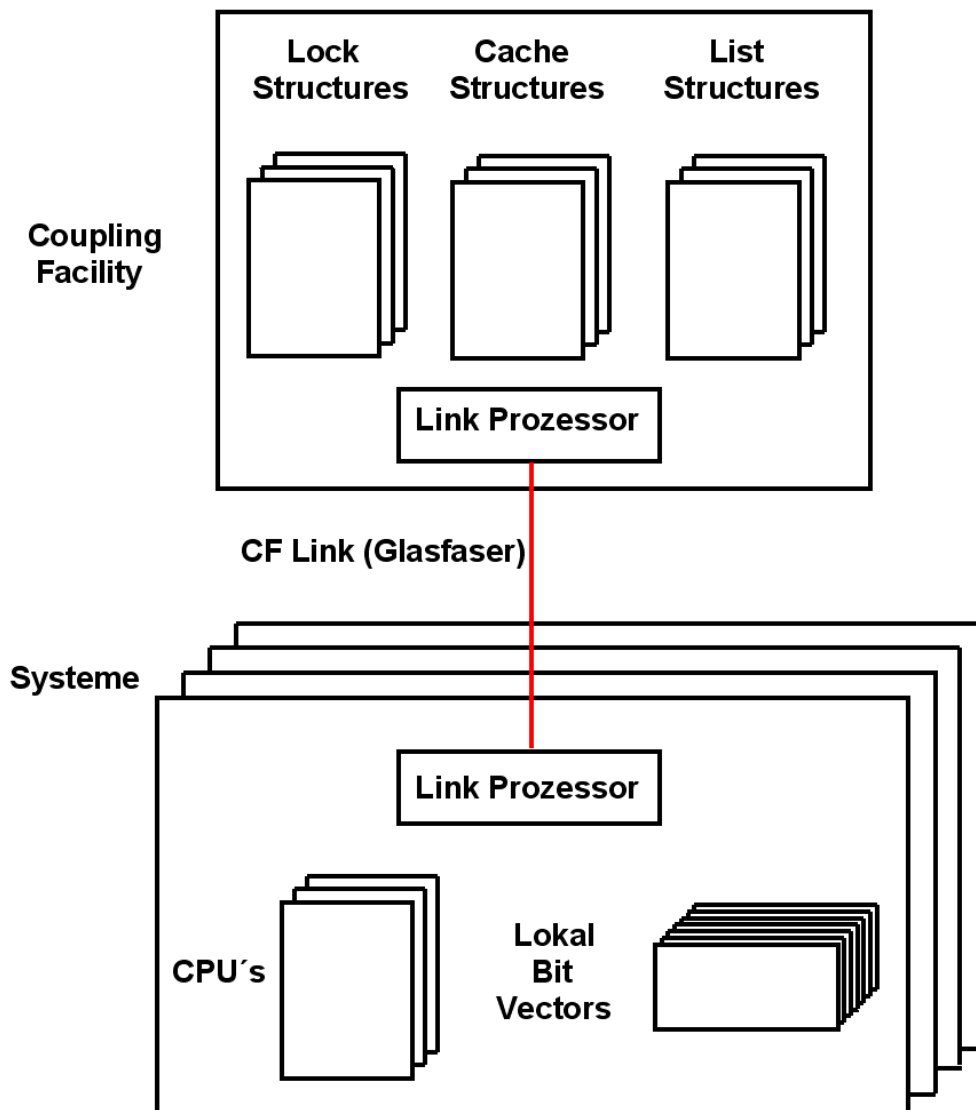 Lock
Structures
Cache
Structures
List
Structures
Coupling
Facility
Link Prozessor
CF Link (Glasfaser)
Systeme
Link Prozessor
CPU´s
Lokal
Bit
Vectors